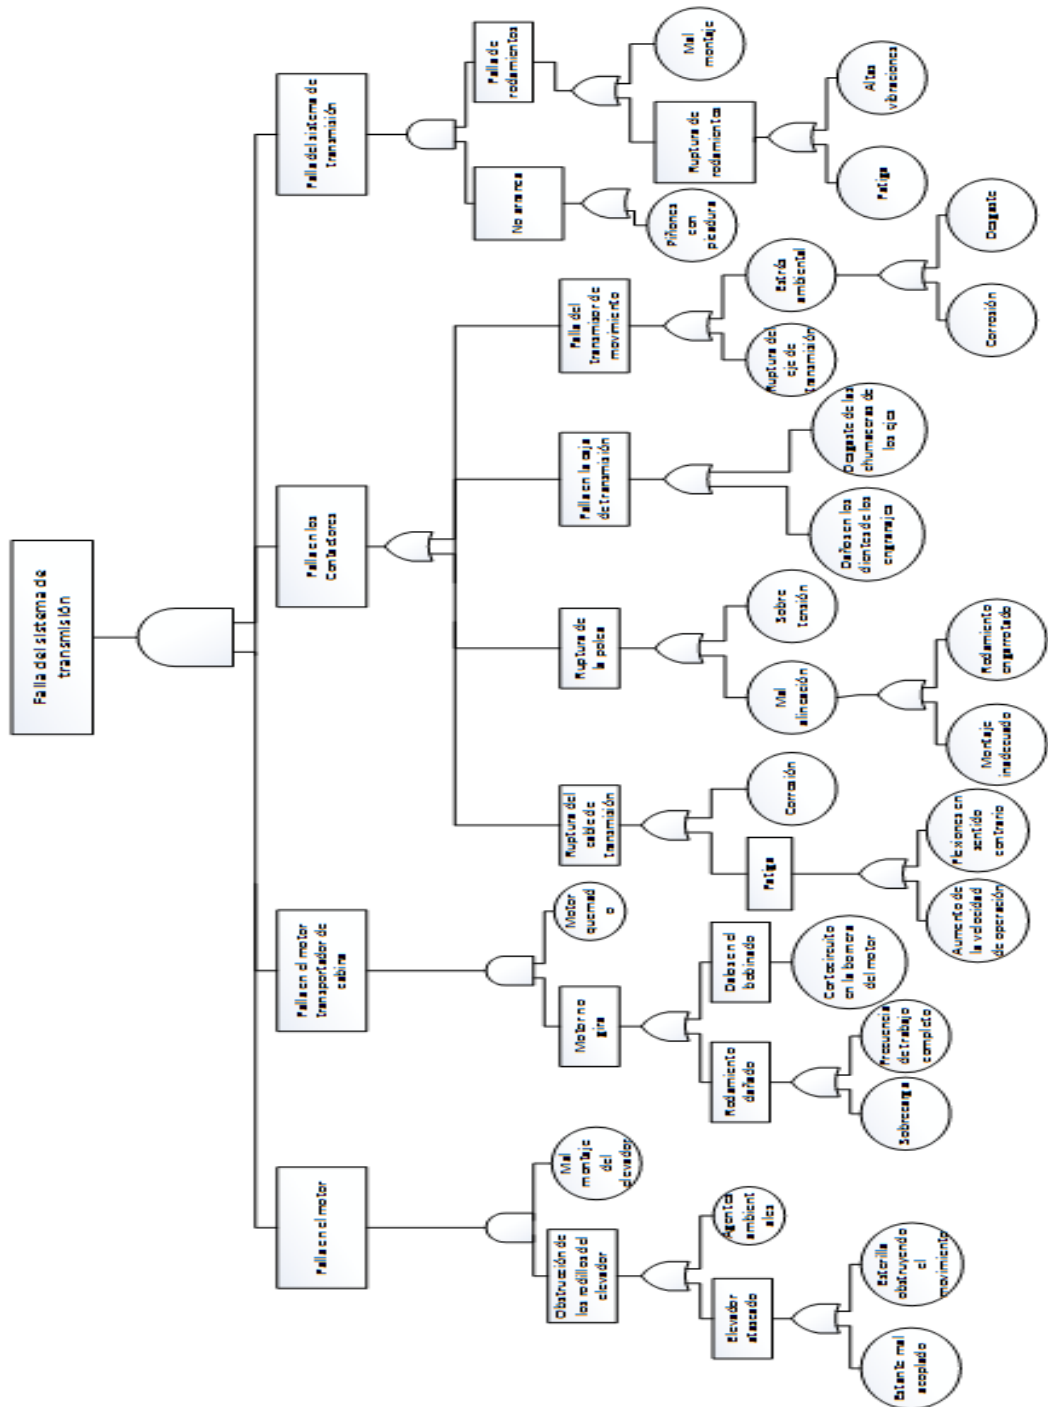 Falla del sistema de
transmisión
Falla en el motor
Falla en el motor
transportador de
cabina
Falla en los
Contactores
Falla del sistema de
transmisión
Obstrucción de
los rodillos del
elevador
Mal
montaje
del
elevador
Motor no
gira
Motor
quemad
o
Ruptura del
cable de
transmisión
Ruptura de
la polea
Falla en la caja
de transmisión
Falla del
transmisor de
movimiento
No arranca
Falla de
rodamientos
Elevador
atascado
Agentes
ambient
ales
Rodamiento
dañado
Daños en el
bobinado
Fatiga
Corrosión
Mal
alineación
Sobre
tensión
Daños en los
dientes de los
engranajes
Desgaste de las
chumaceras de
los ejes
Ruptura del
eje de
transmisión
Estrés
ambiental
Piñones
con
picadura
Ruptura de
rodamientos
Mal
montaje
Estante mal
acoplado
Esterilla
obstruyendo
el
movimiento
Sobrecarga
Frecuencia
de trabajo
completo
Cortocircuito
en la bornera
del motor
Aumento de
la velocidad
de operación
Flexiones en
sentido
contrario
Montaje
inadecuado
Rodamiento
engarrotado
Corrosión
Desgaste
Fatiga
Altas
vibraciones